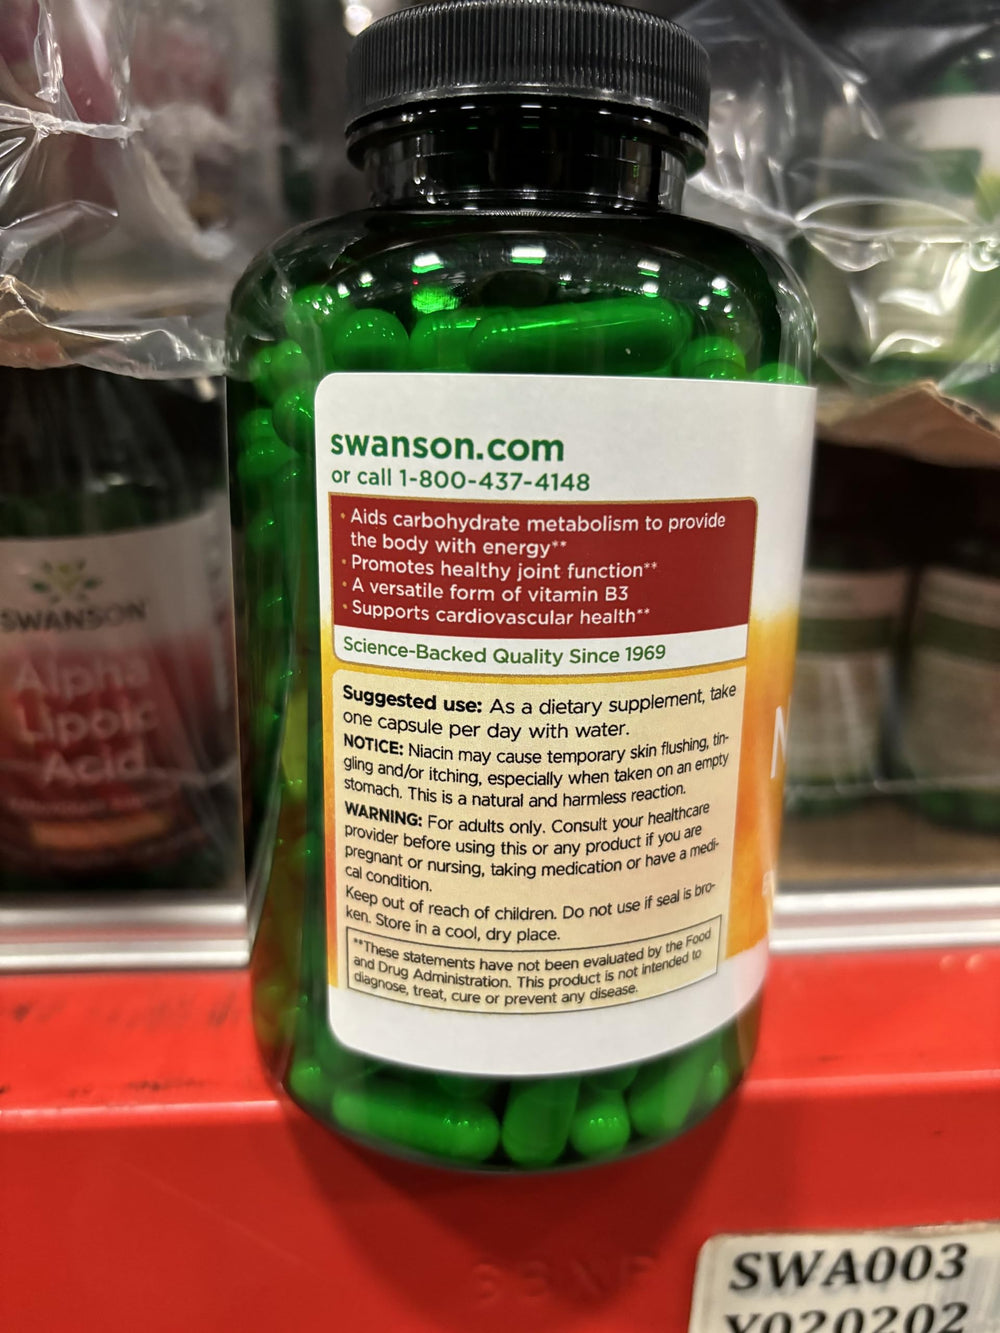 swanson.com
or call 1-800-437-4148
• Aids carbohydrate metabolism to provide
the body with energy**
• Promotes healthy joint function**
• A versatile form of vitamin B3
• Supports cardiovascular health**
Science-Backed Quality Since 1969
Suggested use: As a dietary supplement, take
one capsule per day with water.
NOTICE: Niacin may cause temporary skin flushing, tin-
gling and/or itching, especially when taken on an empty
stomach. This is a natural and harmless reaction.
WARNING: For adults only. Consult your healthcare
provider before using this or any product if you are
pregnant or nursing, taking medication or have a medi-
cal condition.
Keep out of reach of children. Do not use if seal is bro-
ken. Store in a cool, dry place.
**These statements have not been evaluated by the Food
and Drug Administration. This product is not intended to
diagnose, treat, cure or prevent any disease.
SWANSON
Alpha
Lipoic
Acid
SWA003
Y020202